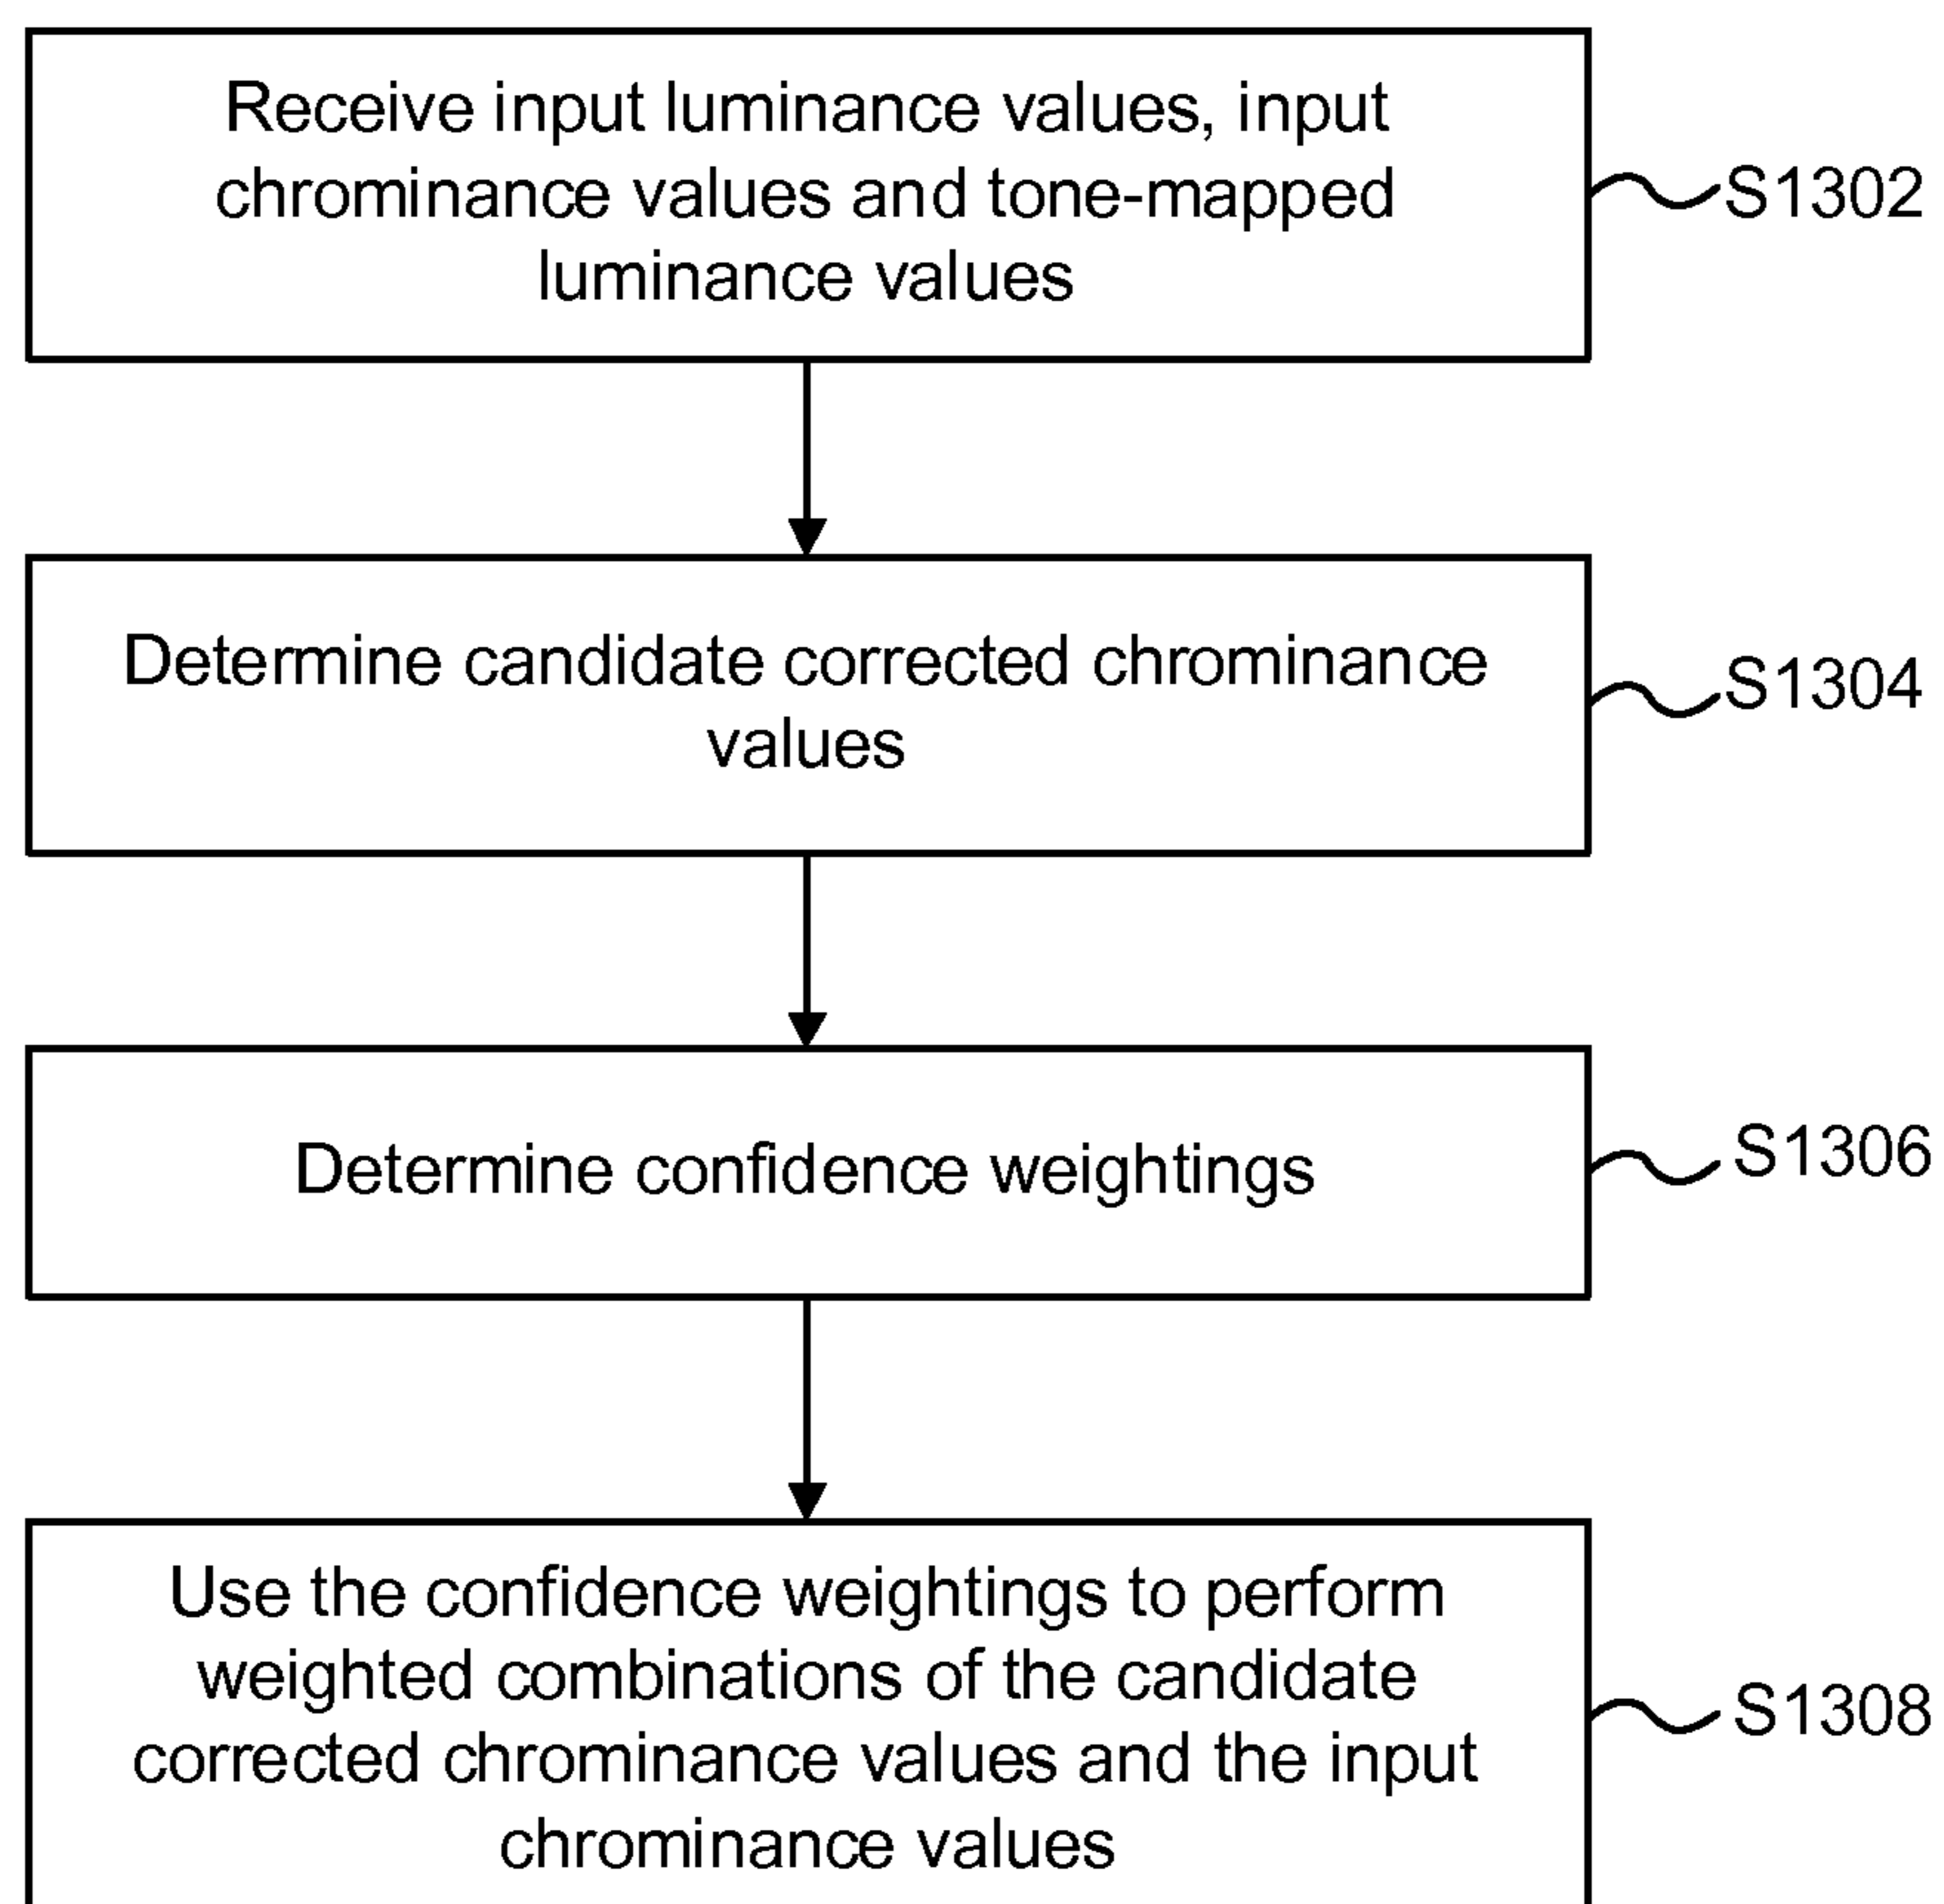 Receive input luminance values, input
chrominance values and tone-mapped
luminance values
S1302
Determine candidate corrected chrominance
values
S1304
Determine confidence weightings
S1306
Use the confidence weightings to perform
weighted combinations of the candidate
corrected chrominance values and the input
chrominance values
S1308